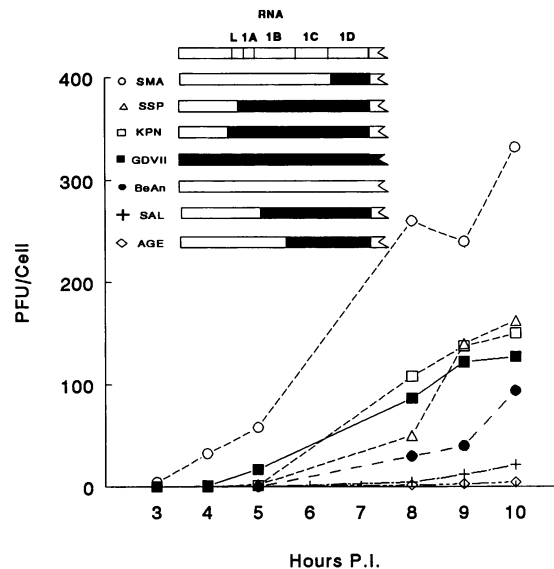 RNA
L 1A 1B 1C 1D
SMA
SSP
KPN
GDVII
BeAn
SAL
AGE
400
300
200
100
0
PFU/Cell
3 4 5 6 7 8 9 10
Hours P.I.